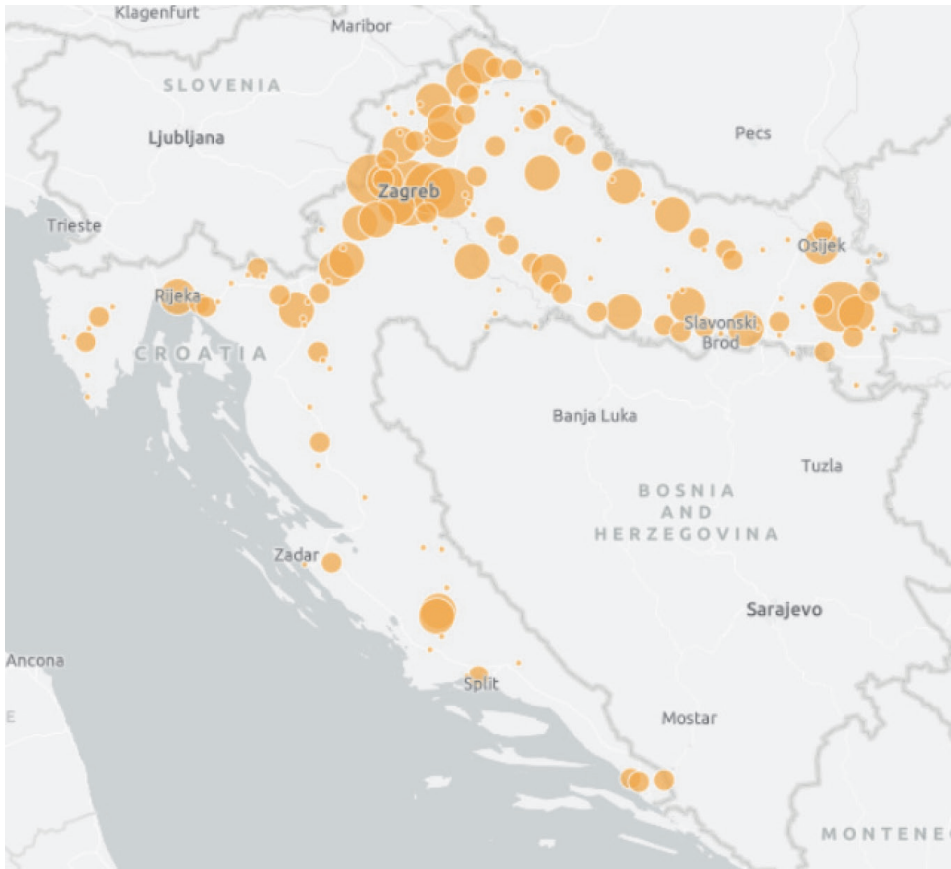 Klagenfurt
Maribor
SLOVENIA
Ljubljana
Pecs
Zagreb
Trieste
Osijek
Rijeka
Slavonski
Brod
CROATIA
Banja Luka
Tuzla
BOSNIA
AND
HERZEGOVINA
Zadar
Sarajevo
Ancona
Split
E
Mostar
MONTENE